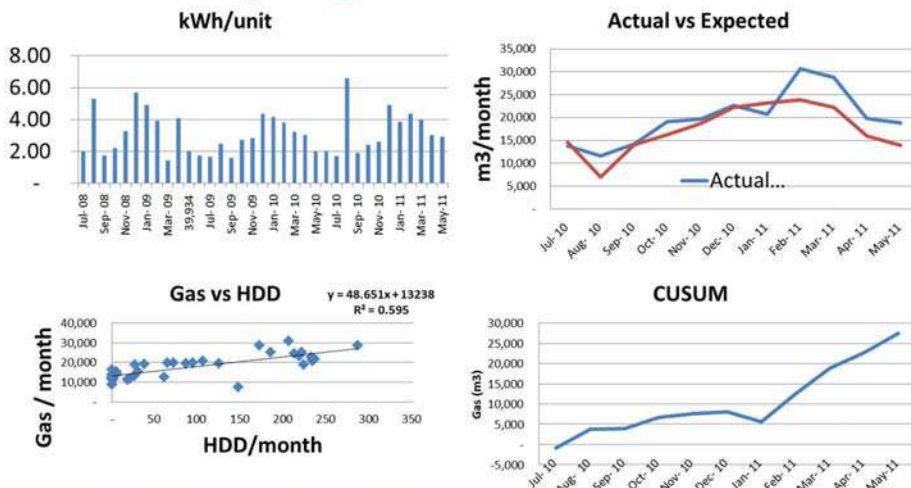 kWh/unit
8.00
6.00
4.00
2.00
-
Jul- 08
Sep- 08
Nov- 08
Jan- 09
Mar- 09
39,934
Jul- 09
Sep- 09
Nov- 09
Jan- 10
Mar- 10
May-10
Jul- 10
Sep- 10
Nov- 10
Jan- 11
Mar- 11
May-11
Actual vs Expected
m3/month
35,000
30,000
25,000
20,000
15,000
10,000
5,000
-
Actual...
Jul- 10
Aug- 10
Sep- 10
Oct- 10
Nov- 10
Dec- 10
Jan- 11
Feb- 11
Mar- 11
Apr- 11
May-11
Gas vs HDD
y = 48.651x + 13238
R² = 0.595
Gas / month
40,000
30,000
20,000
10,000
-
- 50 100 150 200 250 300 350
HDD/month
CUSUM
Gas (m3)
30,000
25,000
20,000
15,000
10,000
5,000
-
-5,000
Jul- 10
Aug- 10
Sep- 10
Oct- 10
Nov- 10
Dec- 10
Jan- 11
Feb- 11
Mar- 11
Apr- 11
May-11